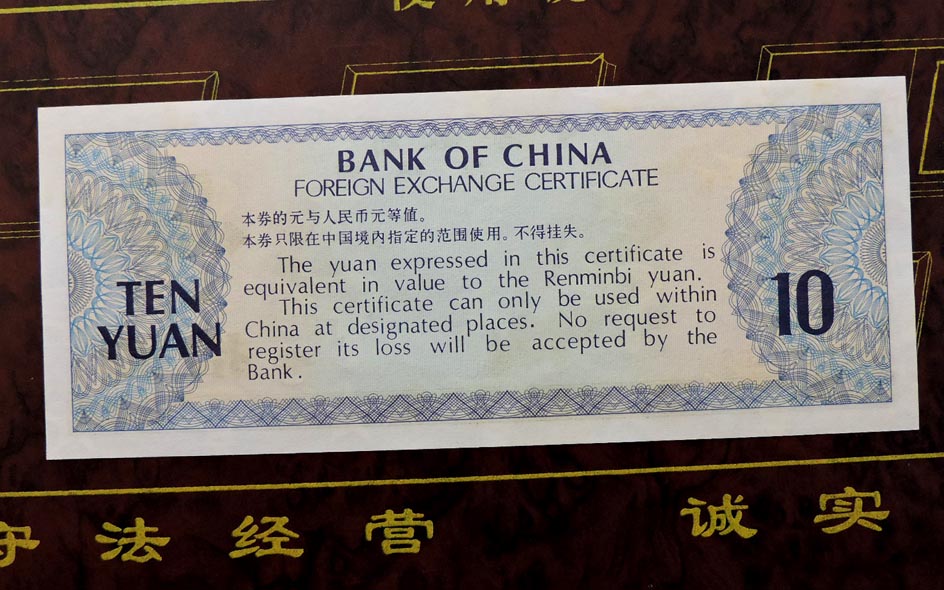 BANK OF CHINA
FOREIGN EXCHANGE CERTIFICATE
本券的元与人民币元等值。
本券只限在中国境内指定的范围使用。不得挂失。
The yuan expressed in this certificate is
equivalent in value to the Renminbi yuan.
This certificate can only be used within
China at designated places. No request to
register its loss will be accepted by the
Bank.
TEN
YUAN
10
守法经营 诚实